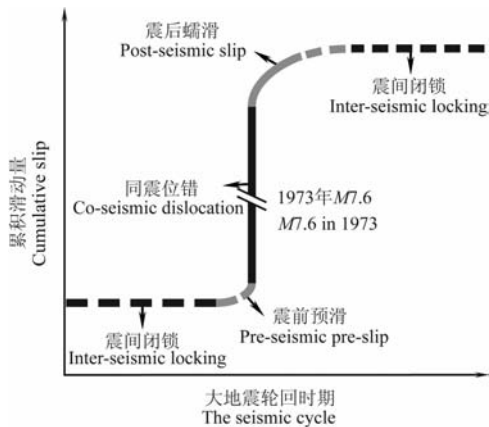 震后蠕滑
Post-seismic slip
震间闭锁
Inter-seismic locking
同震位错
Co-seismic dislocation
1973年M7.6
M7.6 in 1973
震前预滑
Pre-seismic pre-slip
震间闭锁
Inter-seismic locking
累积滑动量
Cumulative slip
大地震轮回时期
The seismic cycle